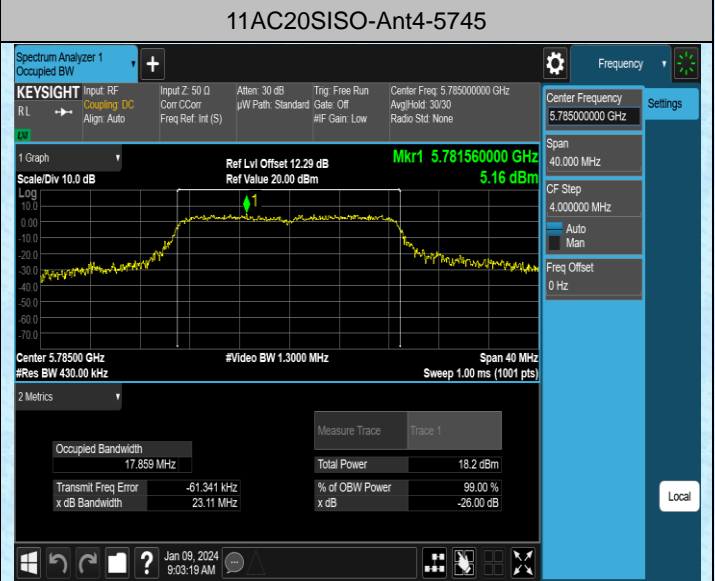 11AC20SISO-Ant4-5745
Spectrum Analyzer 1
Occupied BW
+
Frequency
KEYSIGHT
RL
LXI
Input: RF
Coupling: DC
Align: Auto
Input Z: 50 Ω
Corr CCorr
Freq Ref: Int (S)
Atten: 30 dB
µW Path: Standard
Trig: Free Run
Gate: Off
#IF Gain: Low
Center Freq: 5.785000000 GHz
Avg|Hold: 30/30
Radio Std: None
Center Frequency
5.785000000 GHz
Settings
Span
40.000 MHz
CF Step
4.000000 MHz
Auto
Man
Freq Offset
0 Hz
1 Graph
Ref Lvl Offset 12.29 dB
Mkr1 5.781560000 GHz
Scale/Div 10.0 dB
Ref Value 20.00 dBm
5.16 dBm
Log
10.0
0.00
-10.0
-20.0
-30.0
-40.0
-50.0
-60.0
-70.0
1
Center 5.78500 GHz
#Video BW 1.3000 MHz
Span 40 MHz
#Res BW 430.00 kHz
Sweep 1.00 ms (1001 pts)
2 Metrics
Measure Trace
Trace 1
Occupied Bandwidth
17.859 MHz
Total Power
18.2 dBm
Transmit Freq Error
-61.341 kHz
% of OBW Power
99.00 %
x dB Bandwidth
23.11 MHz
x dB
-26.00 dB
Local
?
Jan 09, 2024
9:03:19 AM